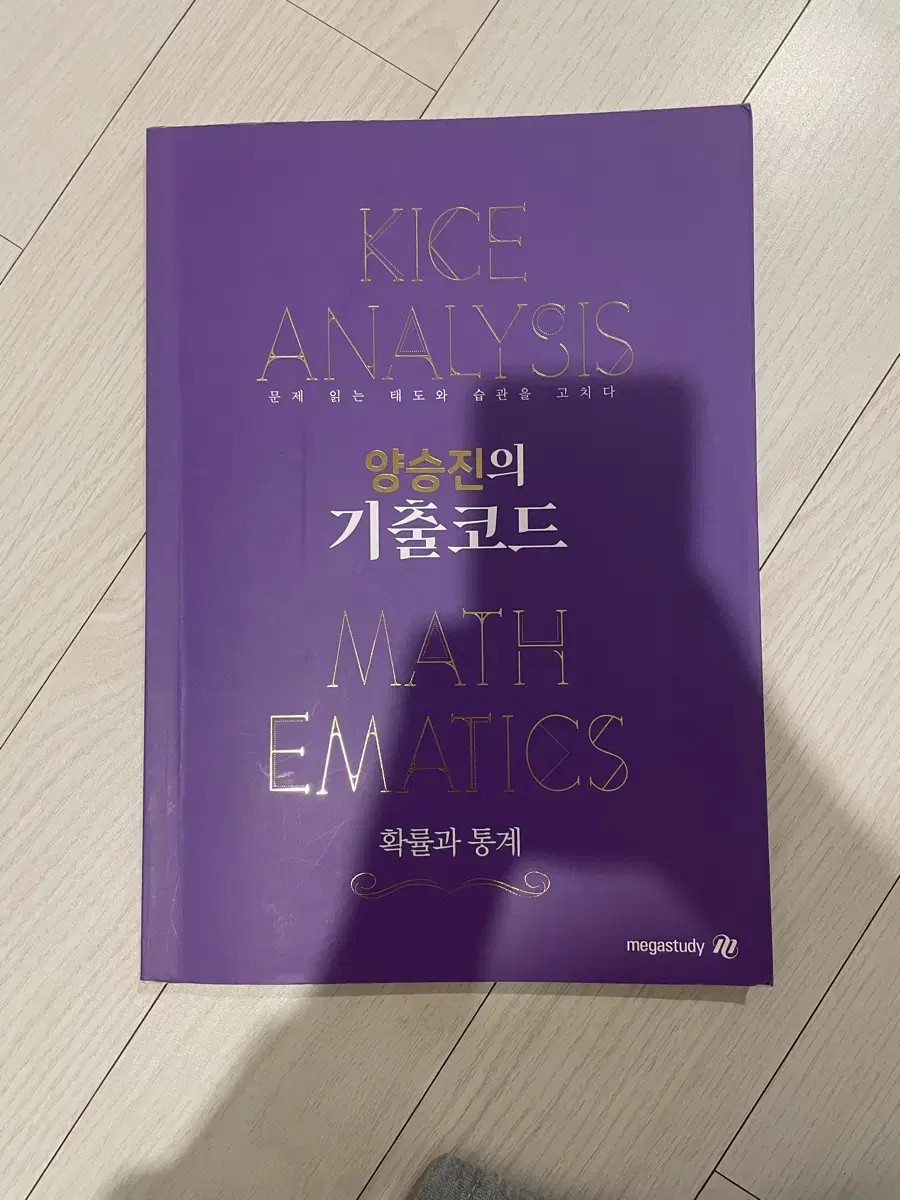 KICE
ANALYSIS
문제 읽는 태도와 습관을 고치다
양승진의
기출코드
MATH
EMATICS
확률과 통계
megastudy